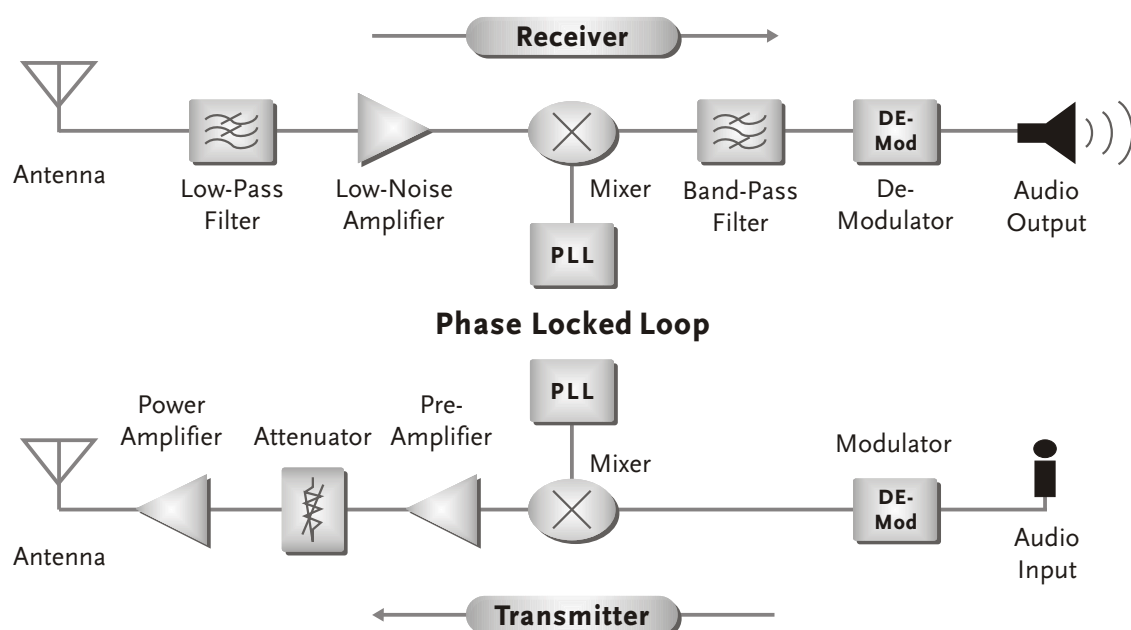 Receiver
Antenna
Low-Pass
Filter
Low-Noise
Amplifier
Mixer
PLL
Band-Pass
Filter
DE-
Mod
De-
Modulator
Audio
Output
Phase Locked Loop
PLL
Mixer
Power
Amplifier
Attenuator
Pre-
Amplifier
Modulator
DE-
Mod
Antenna
Audio
Input
Transmitter